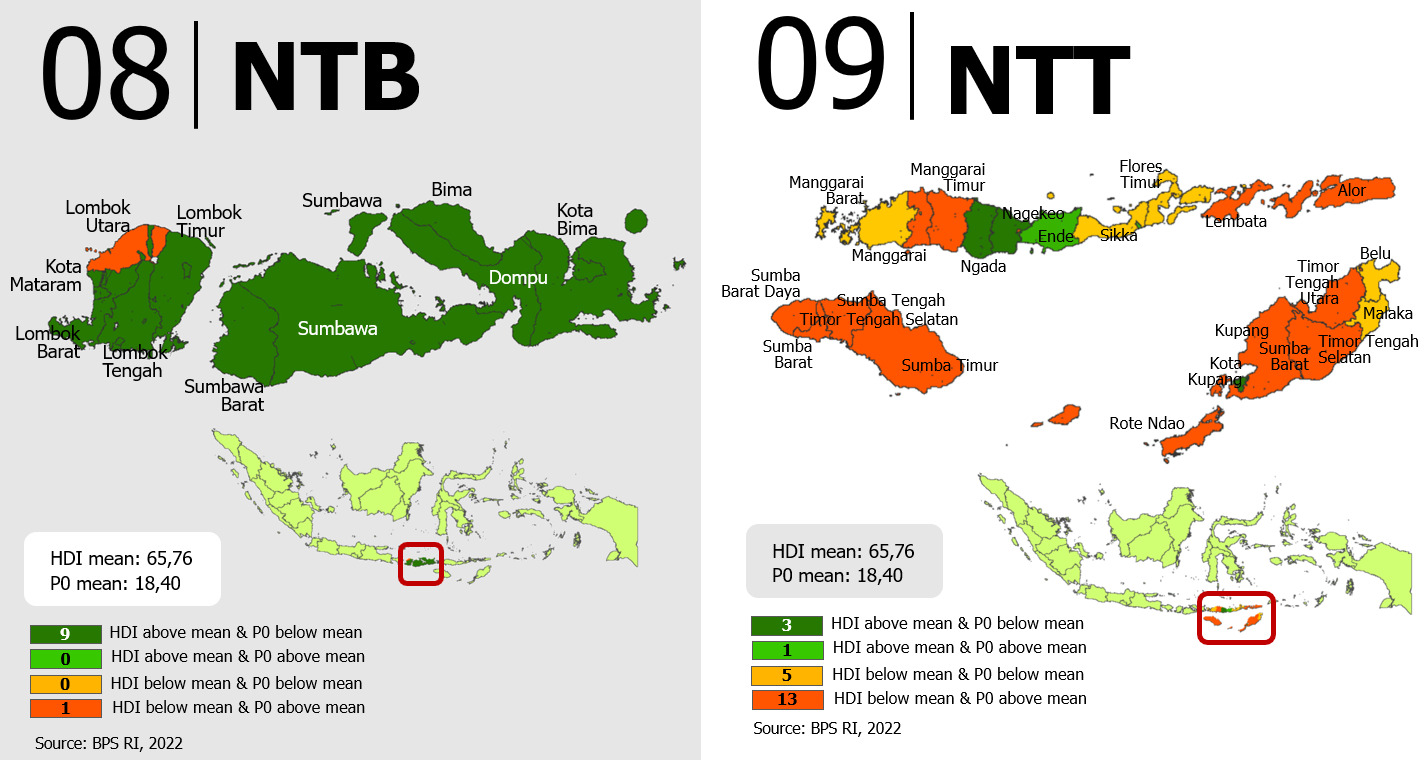 08 | NTB
Lombok
Utara
Lombok
Timur
Sumbawa
Bima
Kota
Bima
Kota
Mataram
Dompu
Sumbawa
Lombok
Barat
Lombok
Tengah
Sumbawa
Barat
HDI mean: 65,76
P0 mean: 18,40
9 HDI above mean & P0 below mean
0 HDI above mean & P0 above mean
0 HDI below mean & P0 below mean
1 HDI below mean & P0 above mean
Source: BPS RI, 2022
09 | NTT
Manggarai
Barat
Manggarai
Timur
Flores
Timur
Alor
Nagekeo
Lembata
Ende
Sikka
Manggarai
Ngada
Belu
Sumba
Barat Daya
Timor
Tengah
Utara
Sumba Tengah
Timor Tengah Selatan
Malaka
Kupang
Sumba
Barat
Sumba
Barat
Timor Tengah
Selatan
Sumba Timur
Kota
Kupang
Rote Ndao
HDI mean: 65,76
P0 mean: 18,40
3 HDI above mean & P0 below mean
1 HDI above mean & P0 above mean
5 HDI below mean & P0 below mean
13 HDI below mean & P0 above mean
Source: BPS RI, 2022